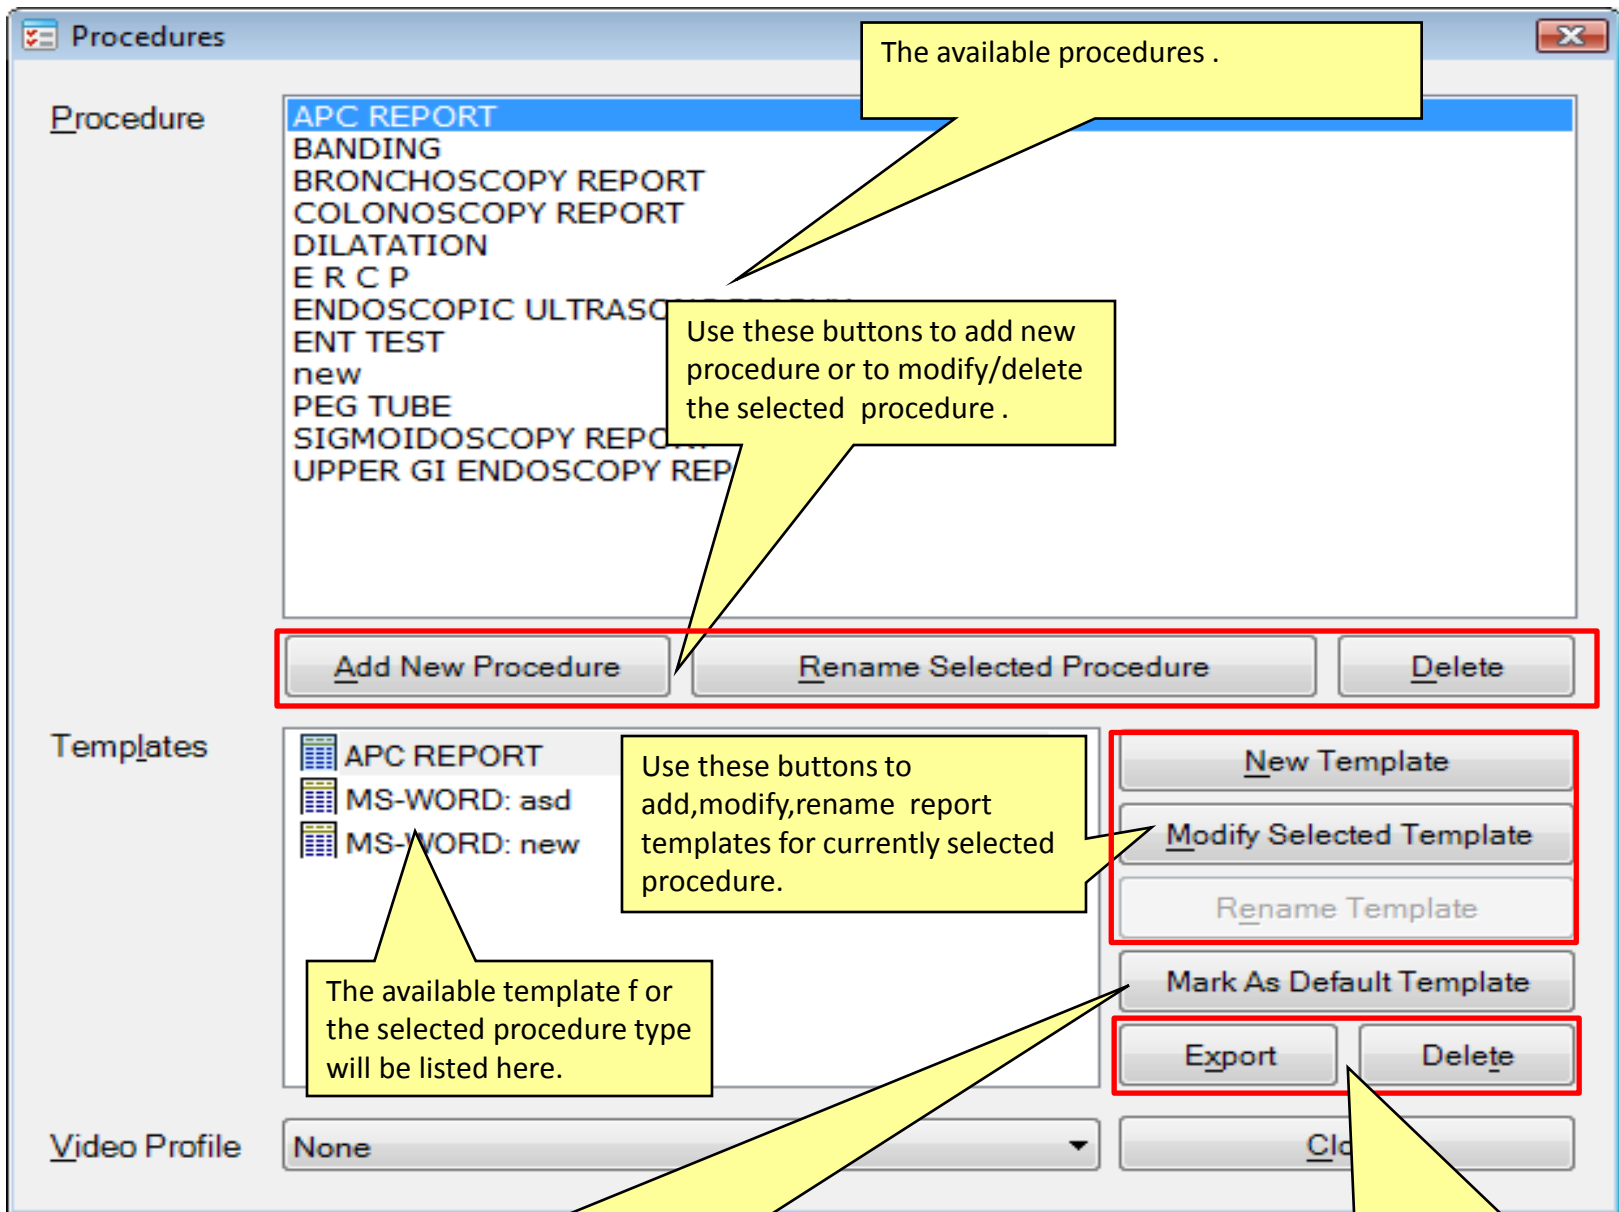 Procedures
The available procedures .
Procedure
APC REPORT
BANDING
BRONCHOSCOPY REPORT
COLONOSCOPY REPORT
DILATATION
E R C P
ENDOSCOPIC
ENT TEST
new
PEG TUBE
SIGMOIDOSCOPY
UPPER GI ENDOSCOPY
Use these buttons to add new
procedure or to modify/delete
the selected procedure .
Add New Procedure
Rename Selected Procedure
Delete
Templates
APC REPORT
MS-WORD: asd
MS-WORD: new
Use these buttons to
add,modify,rename report
templates for currently selected
procedure.
The available template f or
the selected procedure type
will be listed here.
New Template
Modify Selected Template
Rename Template
Mark As Default Template
Export
Delete
Video Profile
None